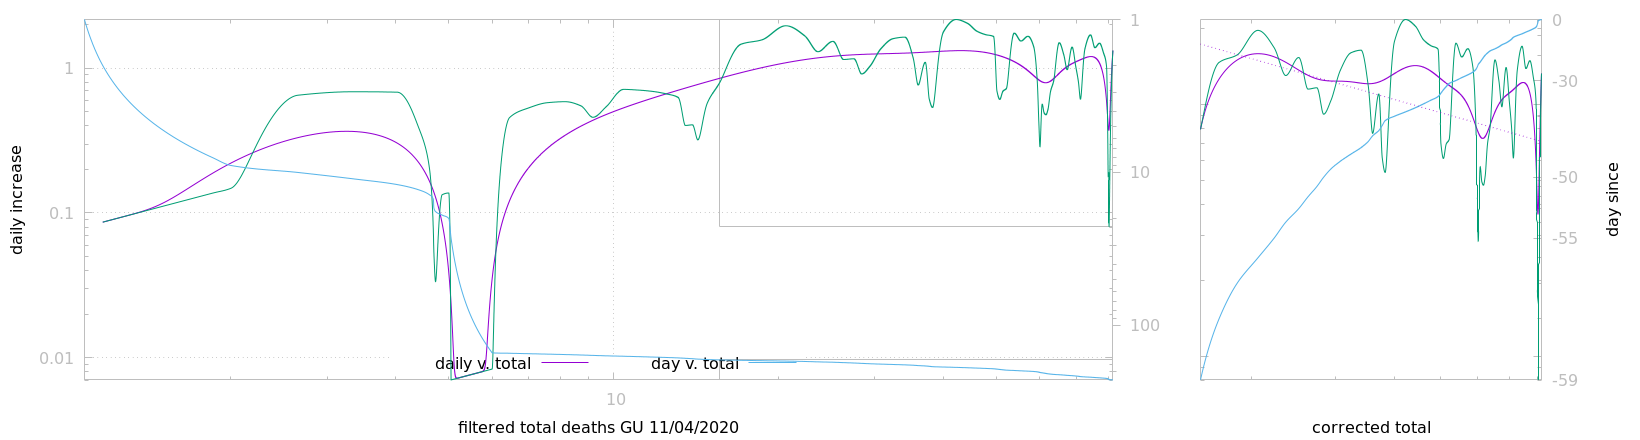 daily increase
1
0.1
0.01
10
1
10
100
daily v. total
day v. total
filtered total deaths GU 11/04/2020
0
-30
-50
-55
-59
day since
corrected total